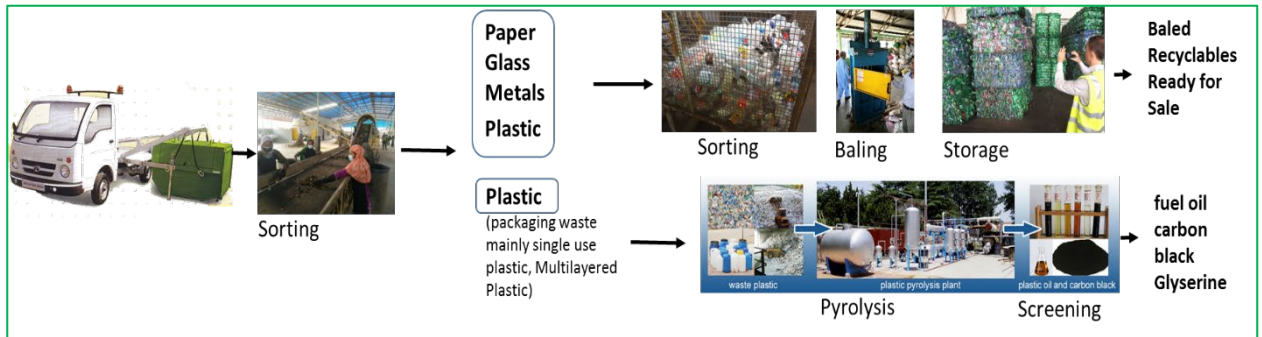 Sorting
Paper
Glass
Metals
Plastic
Sorting
Baling
Storage
Baled
Recyclables
Ready for
Sale
Plastic
(packaging waste
mainly single use
plastic, Multilayered
Plastic)
waste plastic
plastic pyrolysis plant
plastic oil and carbon black
Pyrolysis
Screening
fuel oil
carbon
black
Glyserine